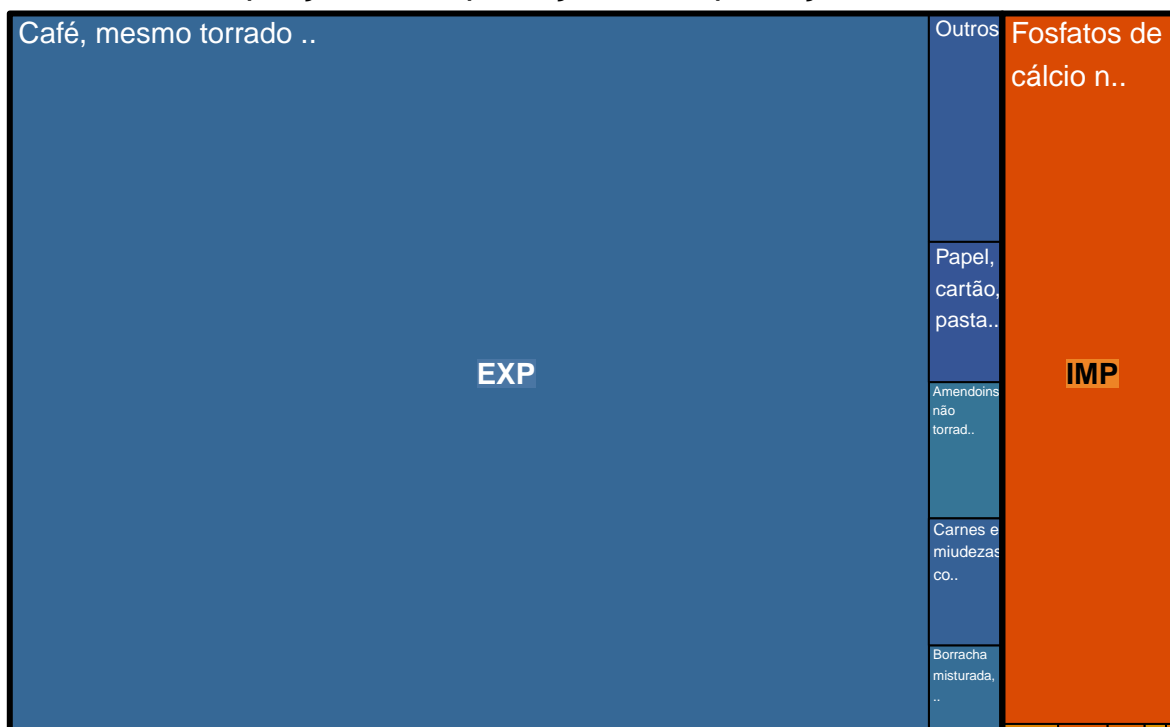 Café, mesmo torrado ..
EXP
Outros
Papel,
cartão,
pasta..
Amendoins
não
torrad..
Carnes e
miudezas
co..
Borracha
misturada,
..
Fosfatos de
cálcio n..
IMP